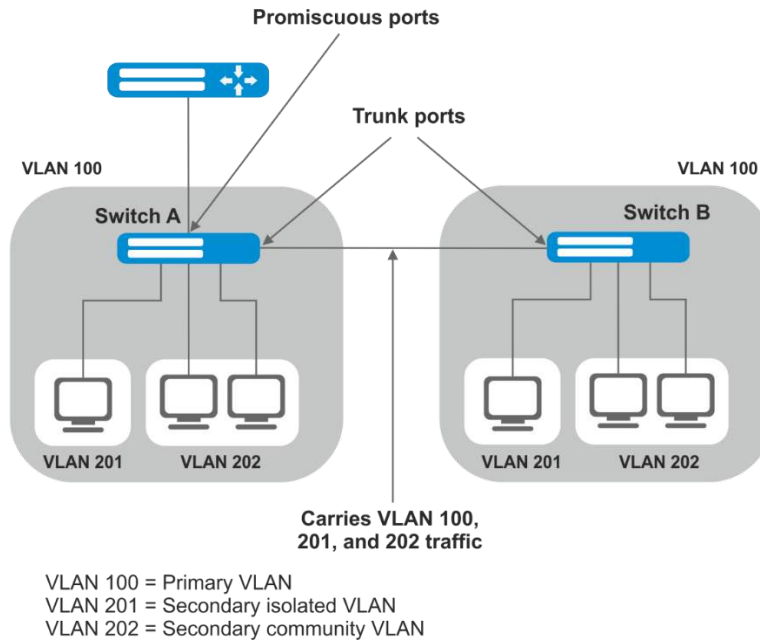 Promiscuous ports
Trunk ports
VLAN 100
VLAN 100
Switch A
Switch B
VLAN 201
VLAN 202
VLAN 201
VLAN 202
Carries VLAN 100,
201, and 202 traffic
VLAN 100 = Primary VLAN
VLAN 201 = Secondary isolated VLAN
VLAN 202 = Secondary community VLAN